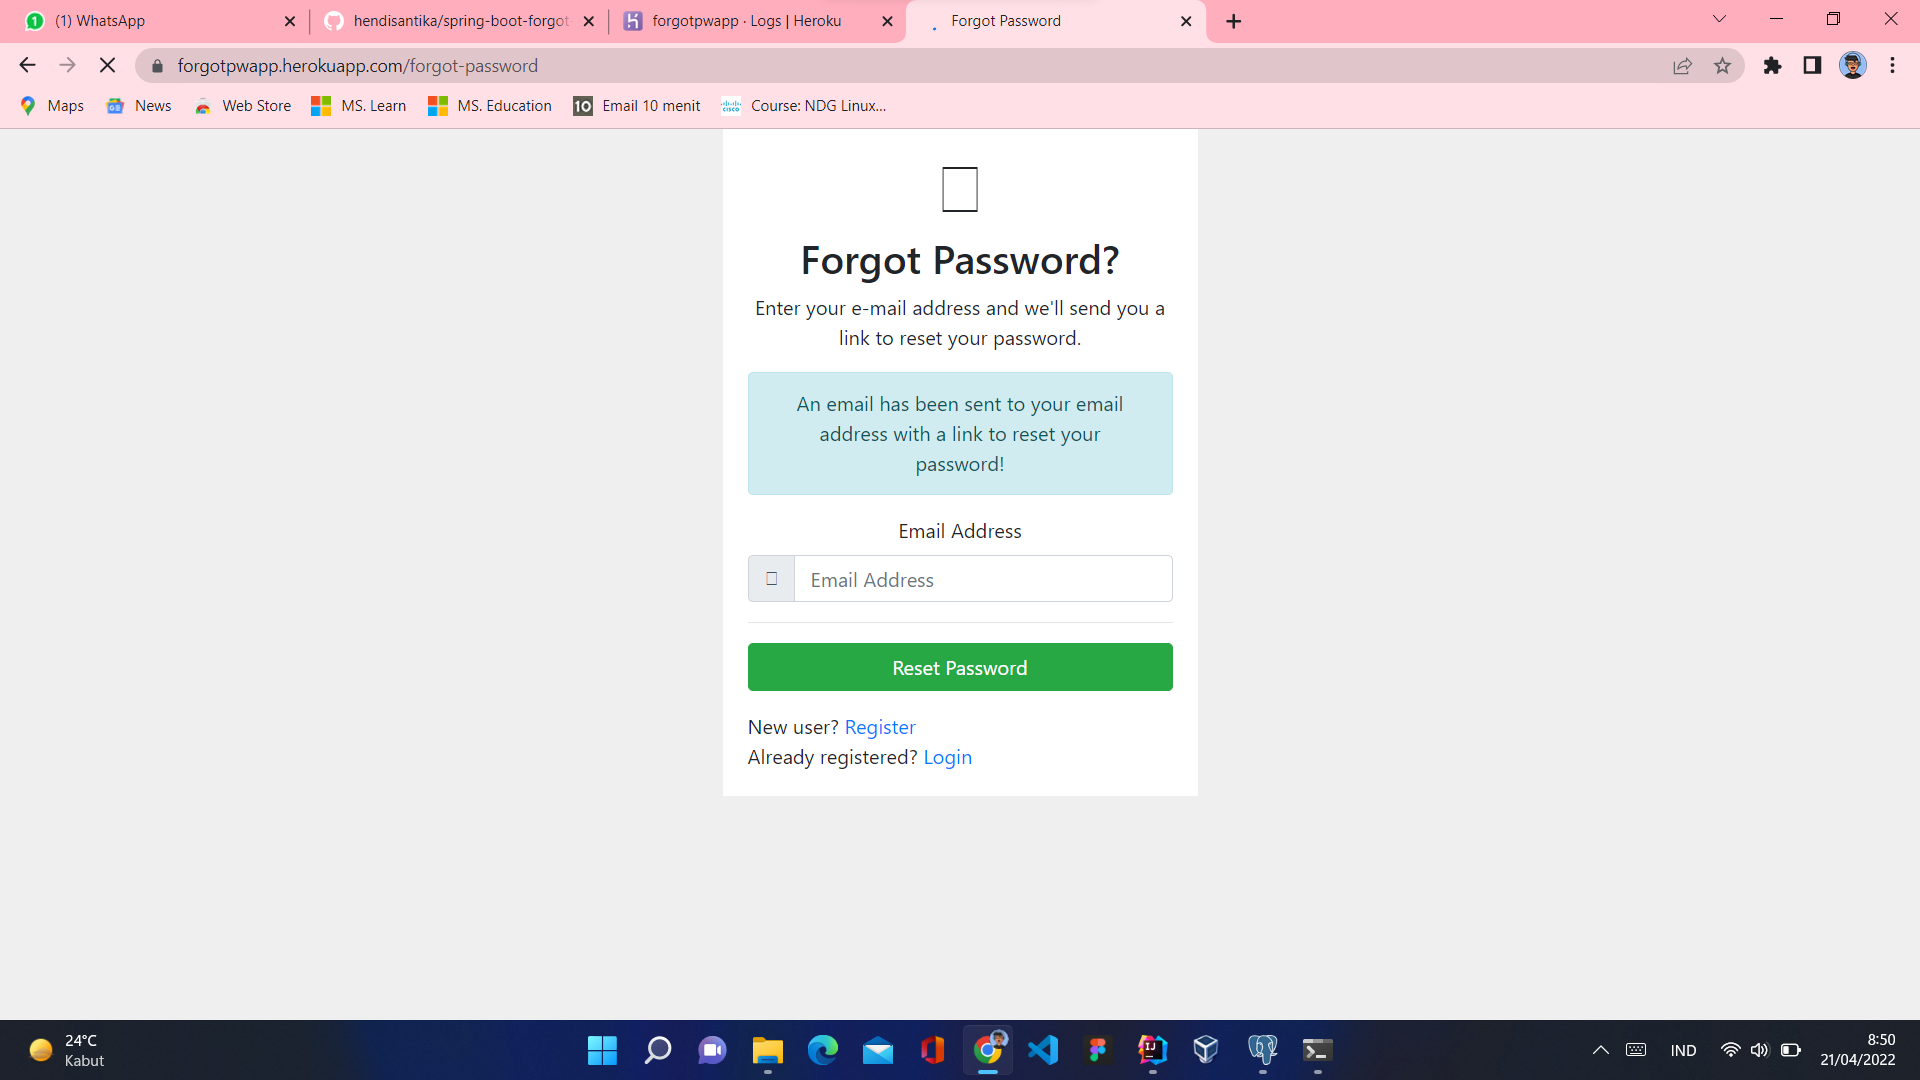 (1) WhatsApp
hendisantika/spring-boot-forgot
forgotpwapp · Logs | Heroku
Forgot Password
forgotpwapp.herokuapp.com/forgot-password
Maps
News
Web Store
MS. Learn
MS. Education
10
Email 10 menit
CISCO
Course: NDG Linux...
Forgot Password?
Enter your e-mail address and we'll send you a
link to reset your password.
An email has been sent to your email
address with a link to reset your
password!
Email Address
Email Address
Reset Password
New user? Register
Already registered? Login
24°C
Kabut
IND
8:50
21/04/2022